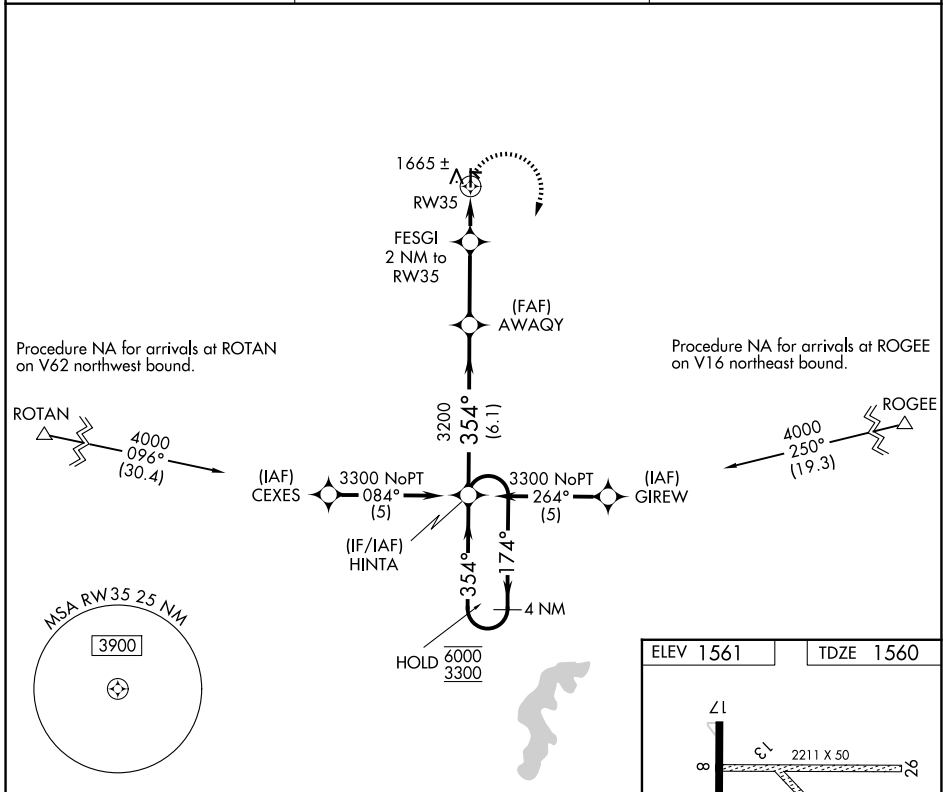 1665 ±
RW35
FESGI
2 NM to
RW35
(FAF)
AWAQY
Procedure NA for arrivals at ROTAN
on V62 northwest bound.
Procedure NA for arrivals at ROGEE
on V16 northeast bound.
ROTAN
4000
096°
(30.4)
ROGEE
4000
250°
(19.3)
3200
354°
(6.1)
(IAF)
CEXES
3300 NoPT
084°
(5)
3300 NoPT
264°
(5)
(IAF)
GIREW
(IF/IAF)
HINTA
354°
174°
4 NM
HOLD 6000
3300
MSA RW35 25 NM
3900
ELEV 1561
TDZE 1560
17
8
13
2211 X 50
26